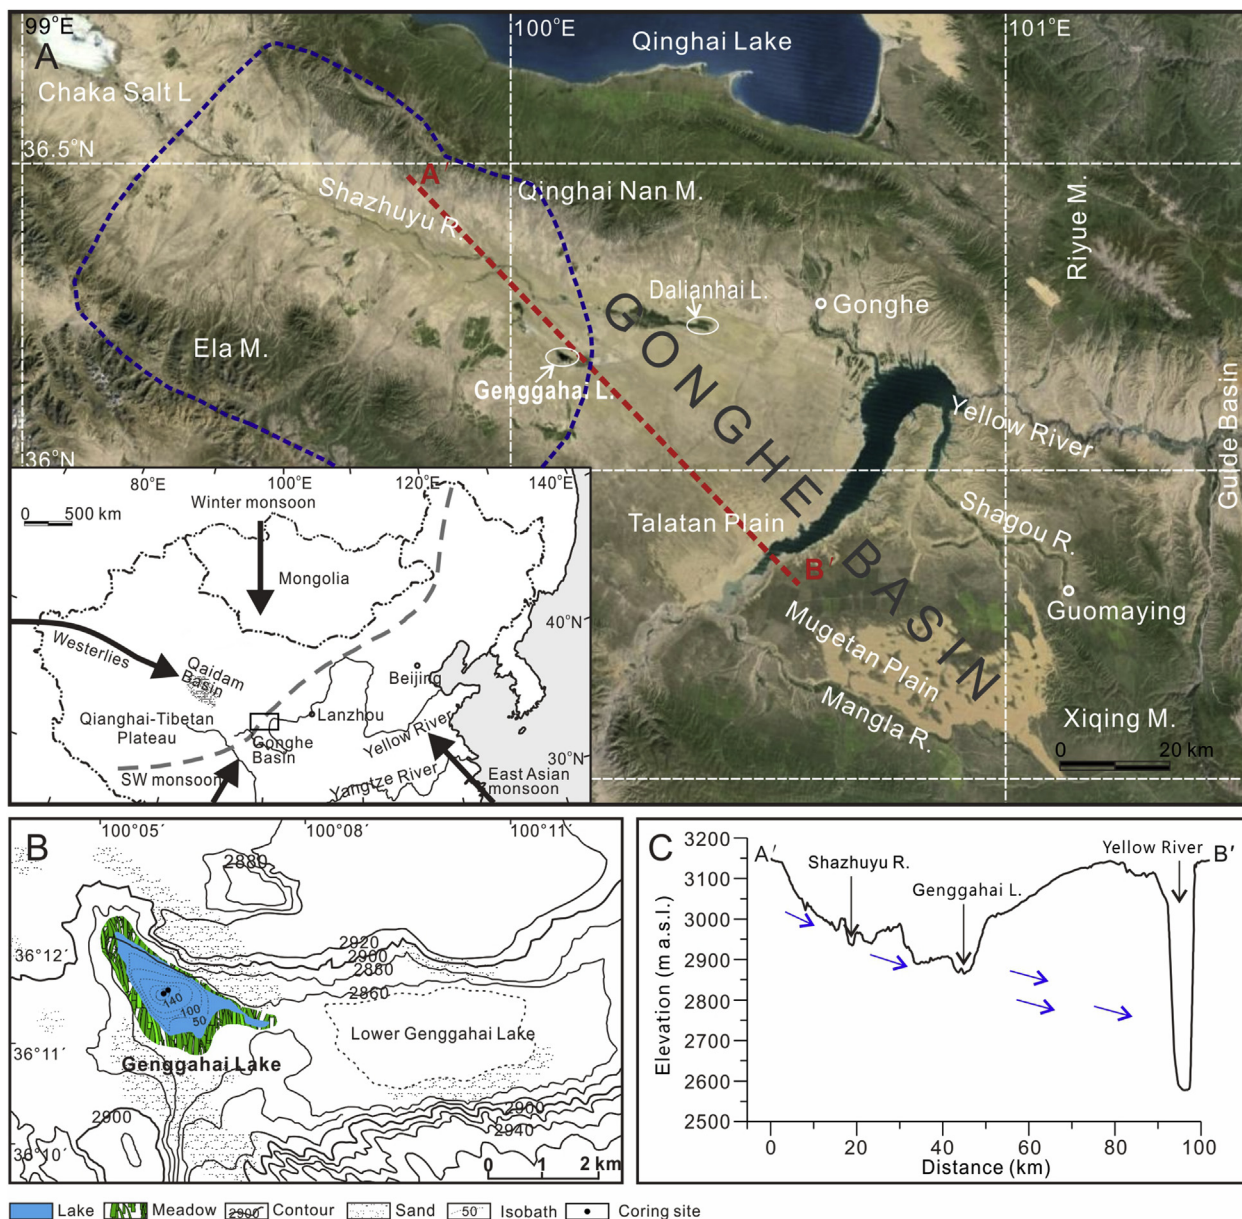 99°E
100°E
101°E
A
Qinghai Lake
Chaka Salt L
36.5°N
A′
Shazhuyu R.
Qinghai Nan M.
Riyue M.
Dalianhai L.
Gonghe
Ela M.
Genggahai L.
GONGHE BASIN
Yellow River
Guide Basin
36°N
Talatan Plain
Shagou R.
B′
Guomaying
Mugetan Plain
Mangla R.
Xiqing M.
0 20 km
80°E
100°E
120°E
140°E
0 500 km
Winter monsoon
Mongolia
40°N
Westerlies
Qaidam
Basin
Beijing
Qianghai-Tibetan
Plateau
Lanzhou
Gonghe
Basin
Yellow River
30°N
SW monsoon
Yangtze River
East Asian
monsoon
B
100°05′
100°08′
100°11′
2880
36°12′
2920
2900
2880
2860
140
100
50
Lower Genggahai Lake
36°11′
Genggahai Lake
2900
2900
2940
36°10′
0 1 2 km
C
3200
3100
3000
2900
2800
2700
2600
2500
Elevation (m a.s.l.)
A′
Shazhuyu R.
Genggahai L.
Yellow River
B′
0 20 40 60 80 100
Distance (km)
Lake
Meadow
2900 Contour
Sand
50 Isobath
Coring site